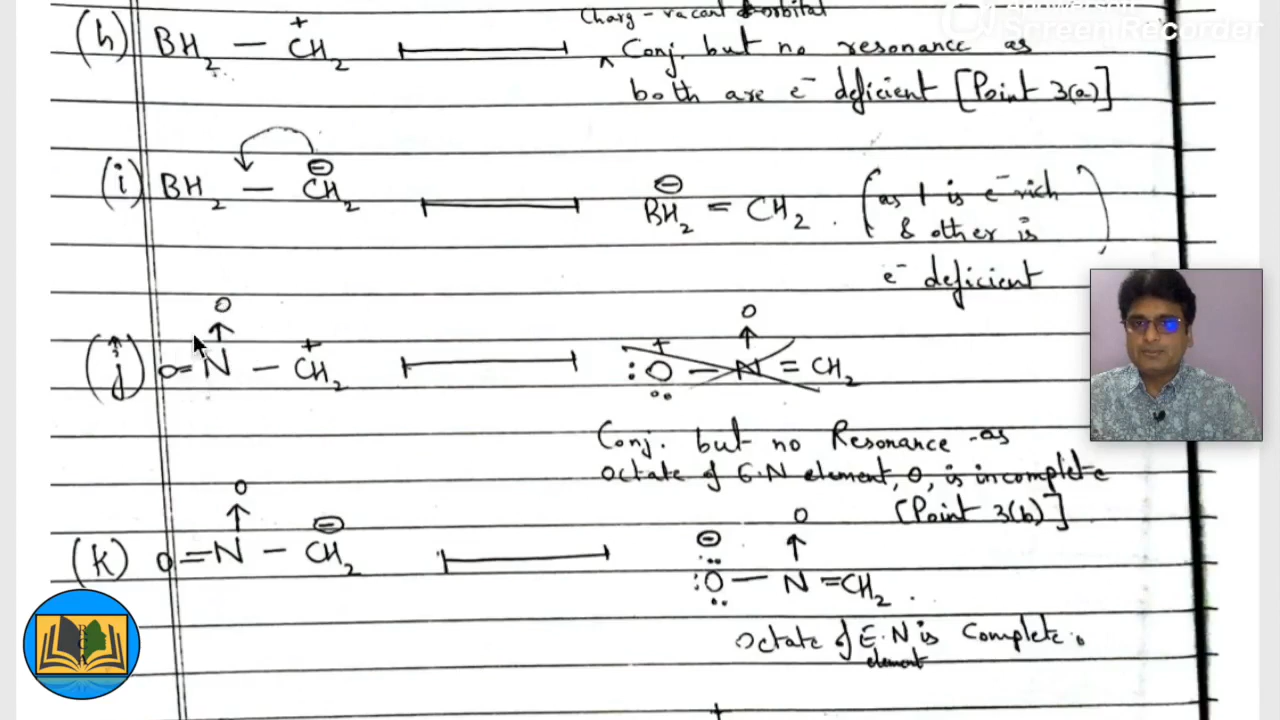 Charg - vacant orbital
Screen Recorder
(h) BH2 — CH2 + Conj. but no resonance as
both are e⁻ deficient [Point 3(a)]
(i) BH2 — CH2 ⊖ ⊖ BH2 = CH2 . (as 1 is e⁻ rich
& other is
e⁻ deficient)
O O
↑ ↑
(j) O=N — CH2 + + :O — N = CH2
Conj. but no Resonance as
Octate of E.N element, O, is incomplete
[Point 3(b)]
O O
↑ ↑
(k) O=N — CH2 ⊖ ⊖ :O — N =CH2 .
Octate of E.N is Complete.
element